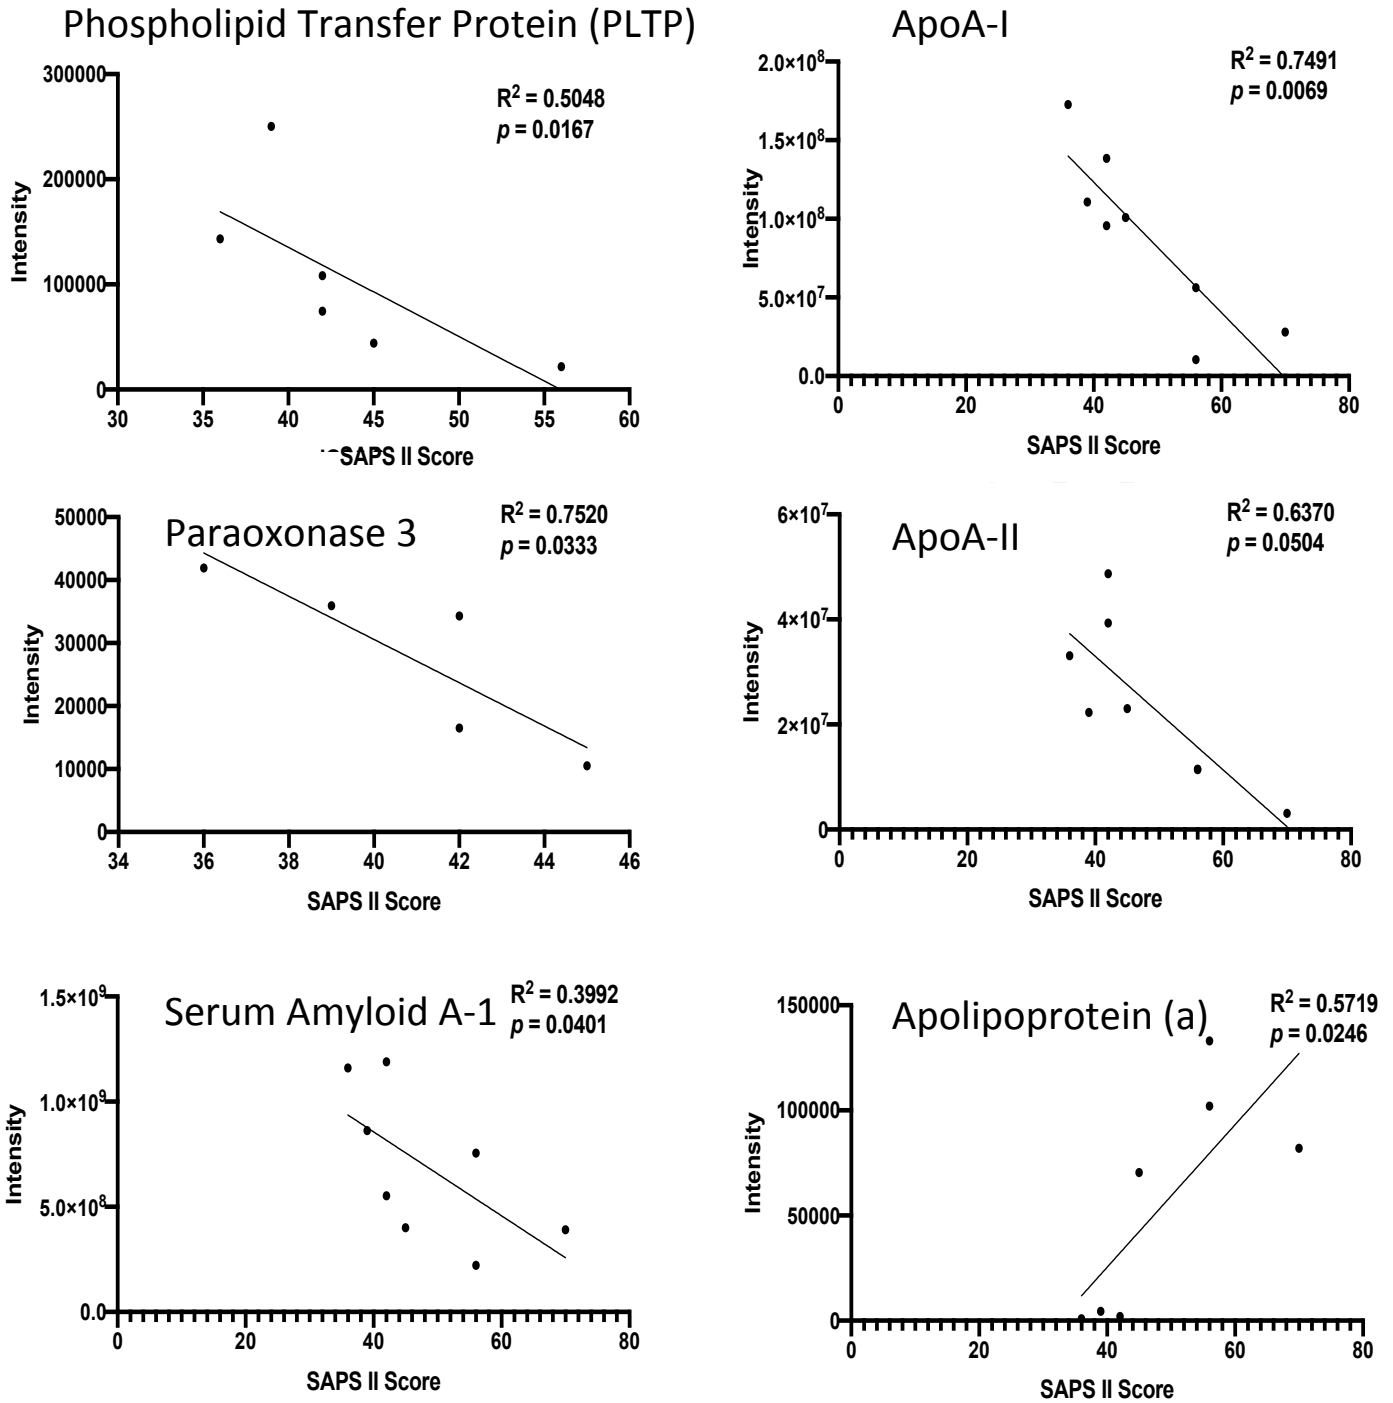 Phospholipid Transfer Protein (PLTP)
300000
200000
100000
0
Intensity
R² = 0.5048
p = 0.0167
30 35 40 45 50 55 60
SAPS II Score
ApoA-I
2.0×10⁸
1.5×10⁸
1.0×10⁸
5.0×10⁷
0.0
Intensity
R² = 0.7491
p = 0.0069
0 20 40 60 80
SAPS II Score
Paraoxonase 3
50000
40000
30000
20000
10000
0
Intensity
R² = 0.7520
p = 0.0333
34 36 38 40 42 44 46
SAPS II Score
ApoA-II
6×10⁷
4×10⁷
2×10⁷
0
Intensity
R² = 0.6370
p = 0.0504
0 20 40 60 80
SAPS II Score
Serum Amyloid A-1
1.5×10⁹
1.0×10⁹
5.0×10⁸
0.0
Intensity
R² = 0.3992
p = 0.0401
0 20 40 60 80
SAPS II Score
Apolipoprotein (a)
150000
100000
50000
0
Intensity
R² = 0.5719
p = 0.0246
0 20 40 60 80
SAPS II Score